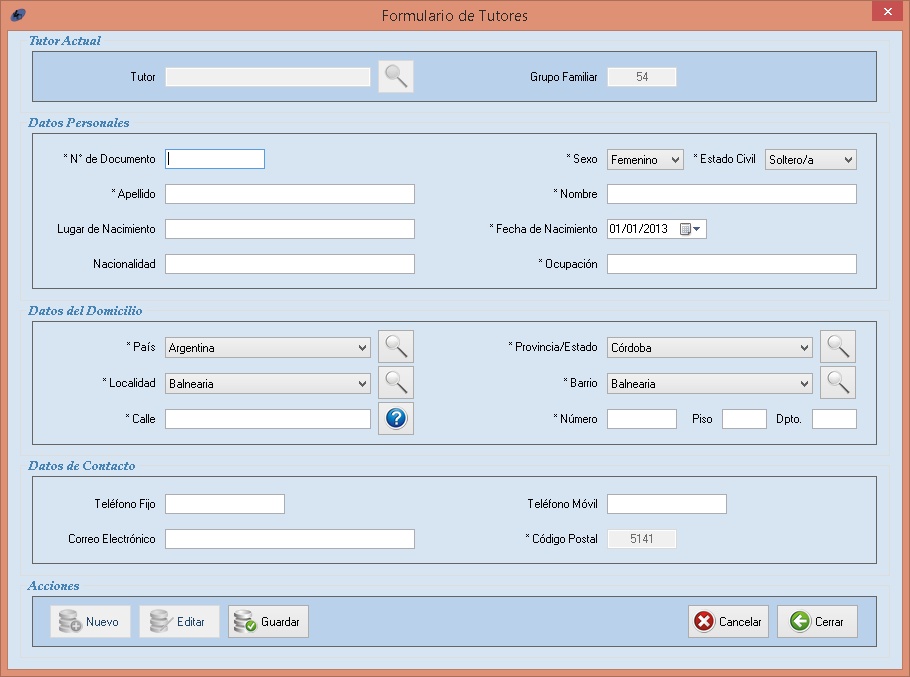 Formulario de Tutores
Tutor Actual
Tutor Grupo Familiar 54
Datos Personales
* N° de Documento * Sexo Femenino * Estado Civil Soltero/a
* Apellido * Nombre
Lugar de Nacimiento * Fecha de Nacimiento 01/01/2013
Nacionalidad * Ocupación
Datos del Domicilio
* País Argentina * Provincia/Estado Córdoba
* Localidad Balnearia * Barrio Balnearia
* Calle ? * Número Piso Dpto.
Datos de Contacto
Teléfono Fijo Teléfono Móvil
Correo Electrónico * Código Postal 5141
Acciones
Nuevo Editar Guardar Cancelar Cerrar